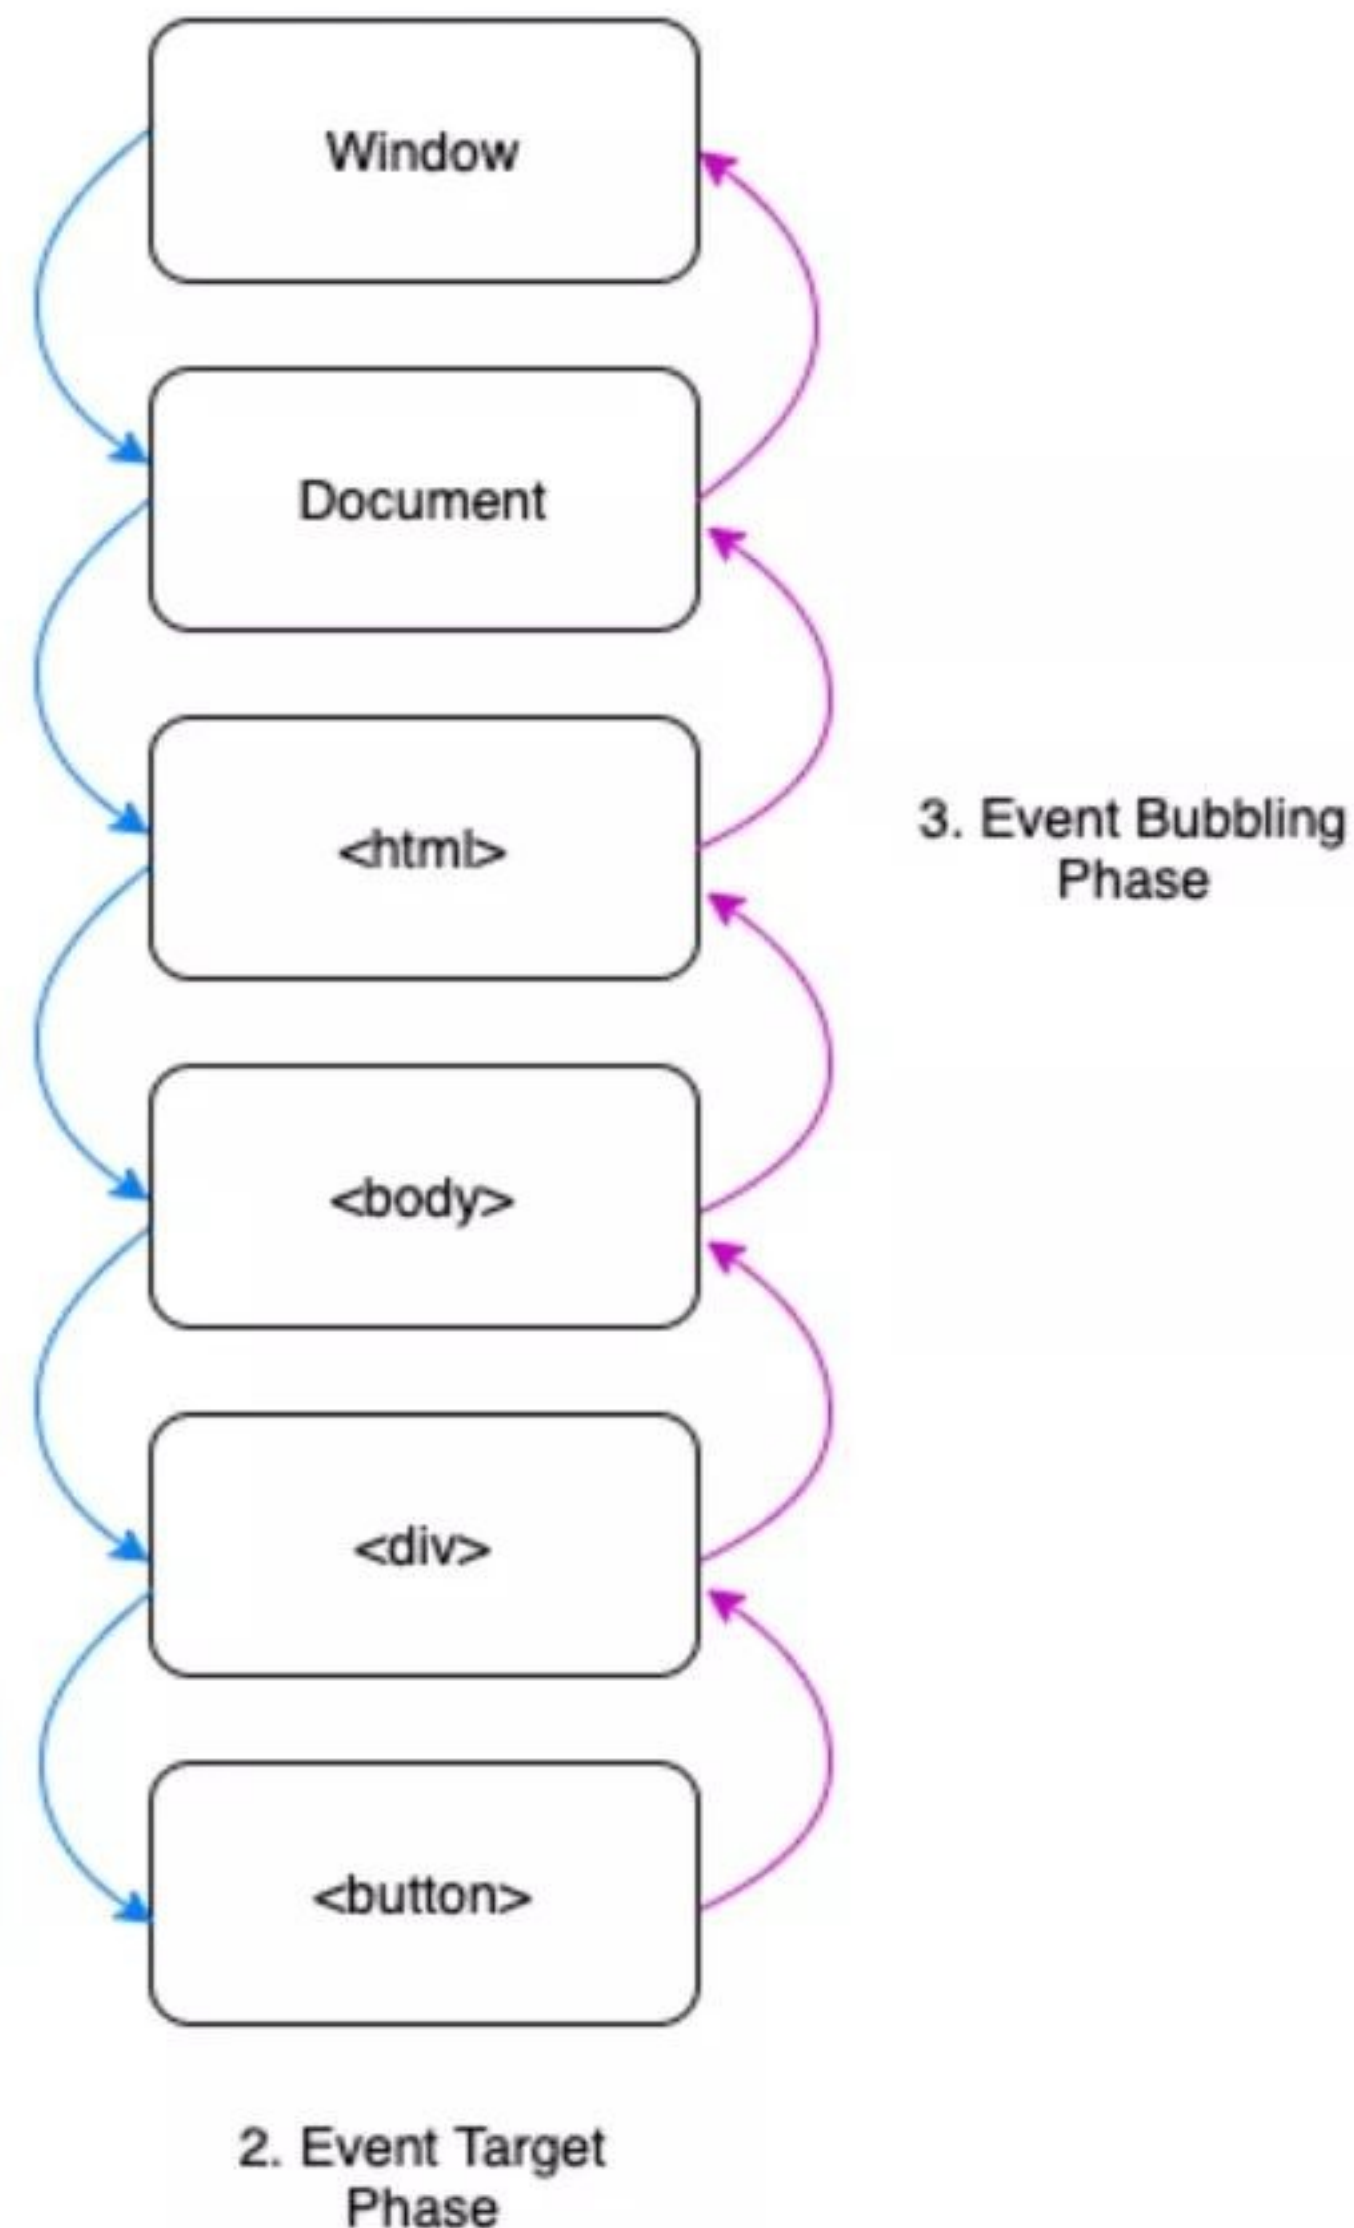 Window
Document
<html>
3. Event Bubbling
Phase
<body>
<div>
<button>
2. Event Target
Phase